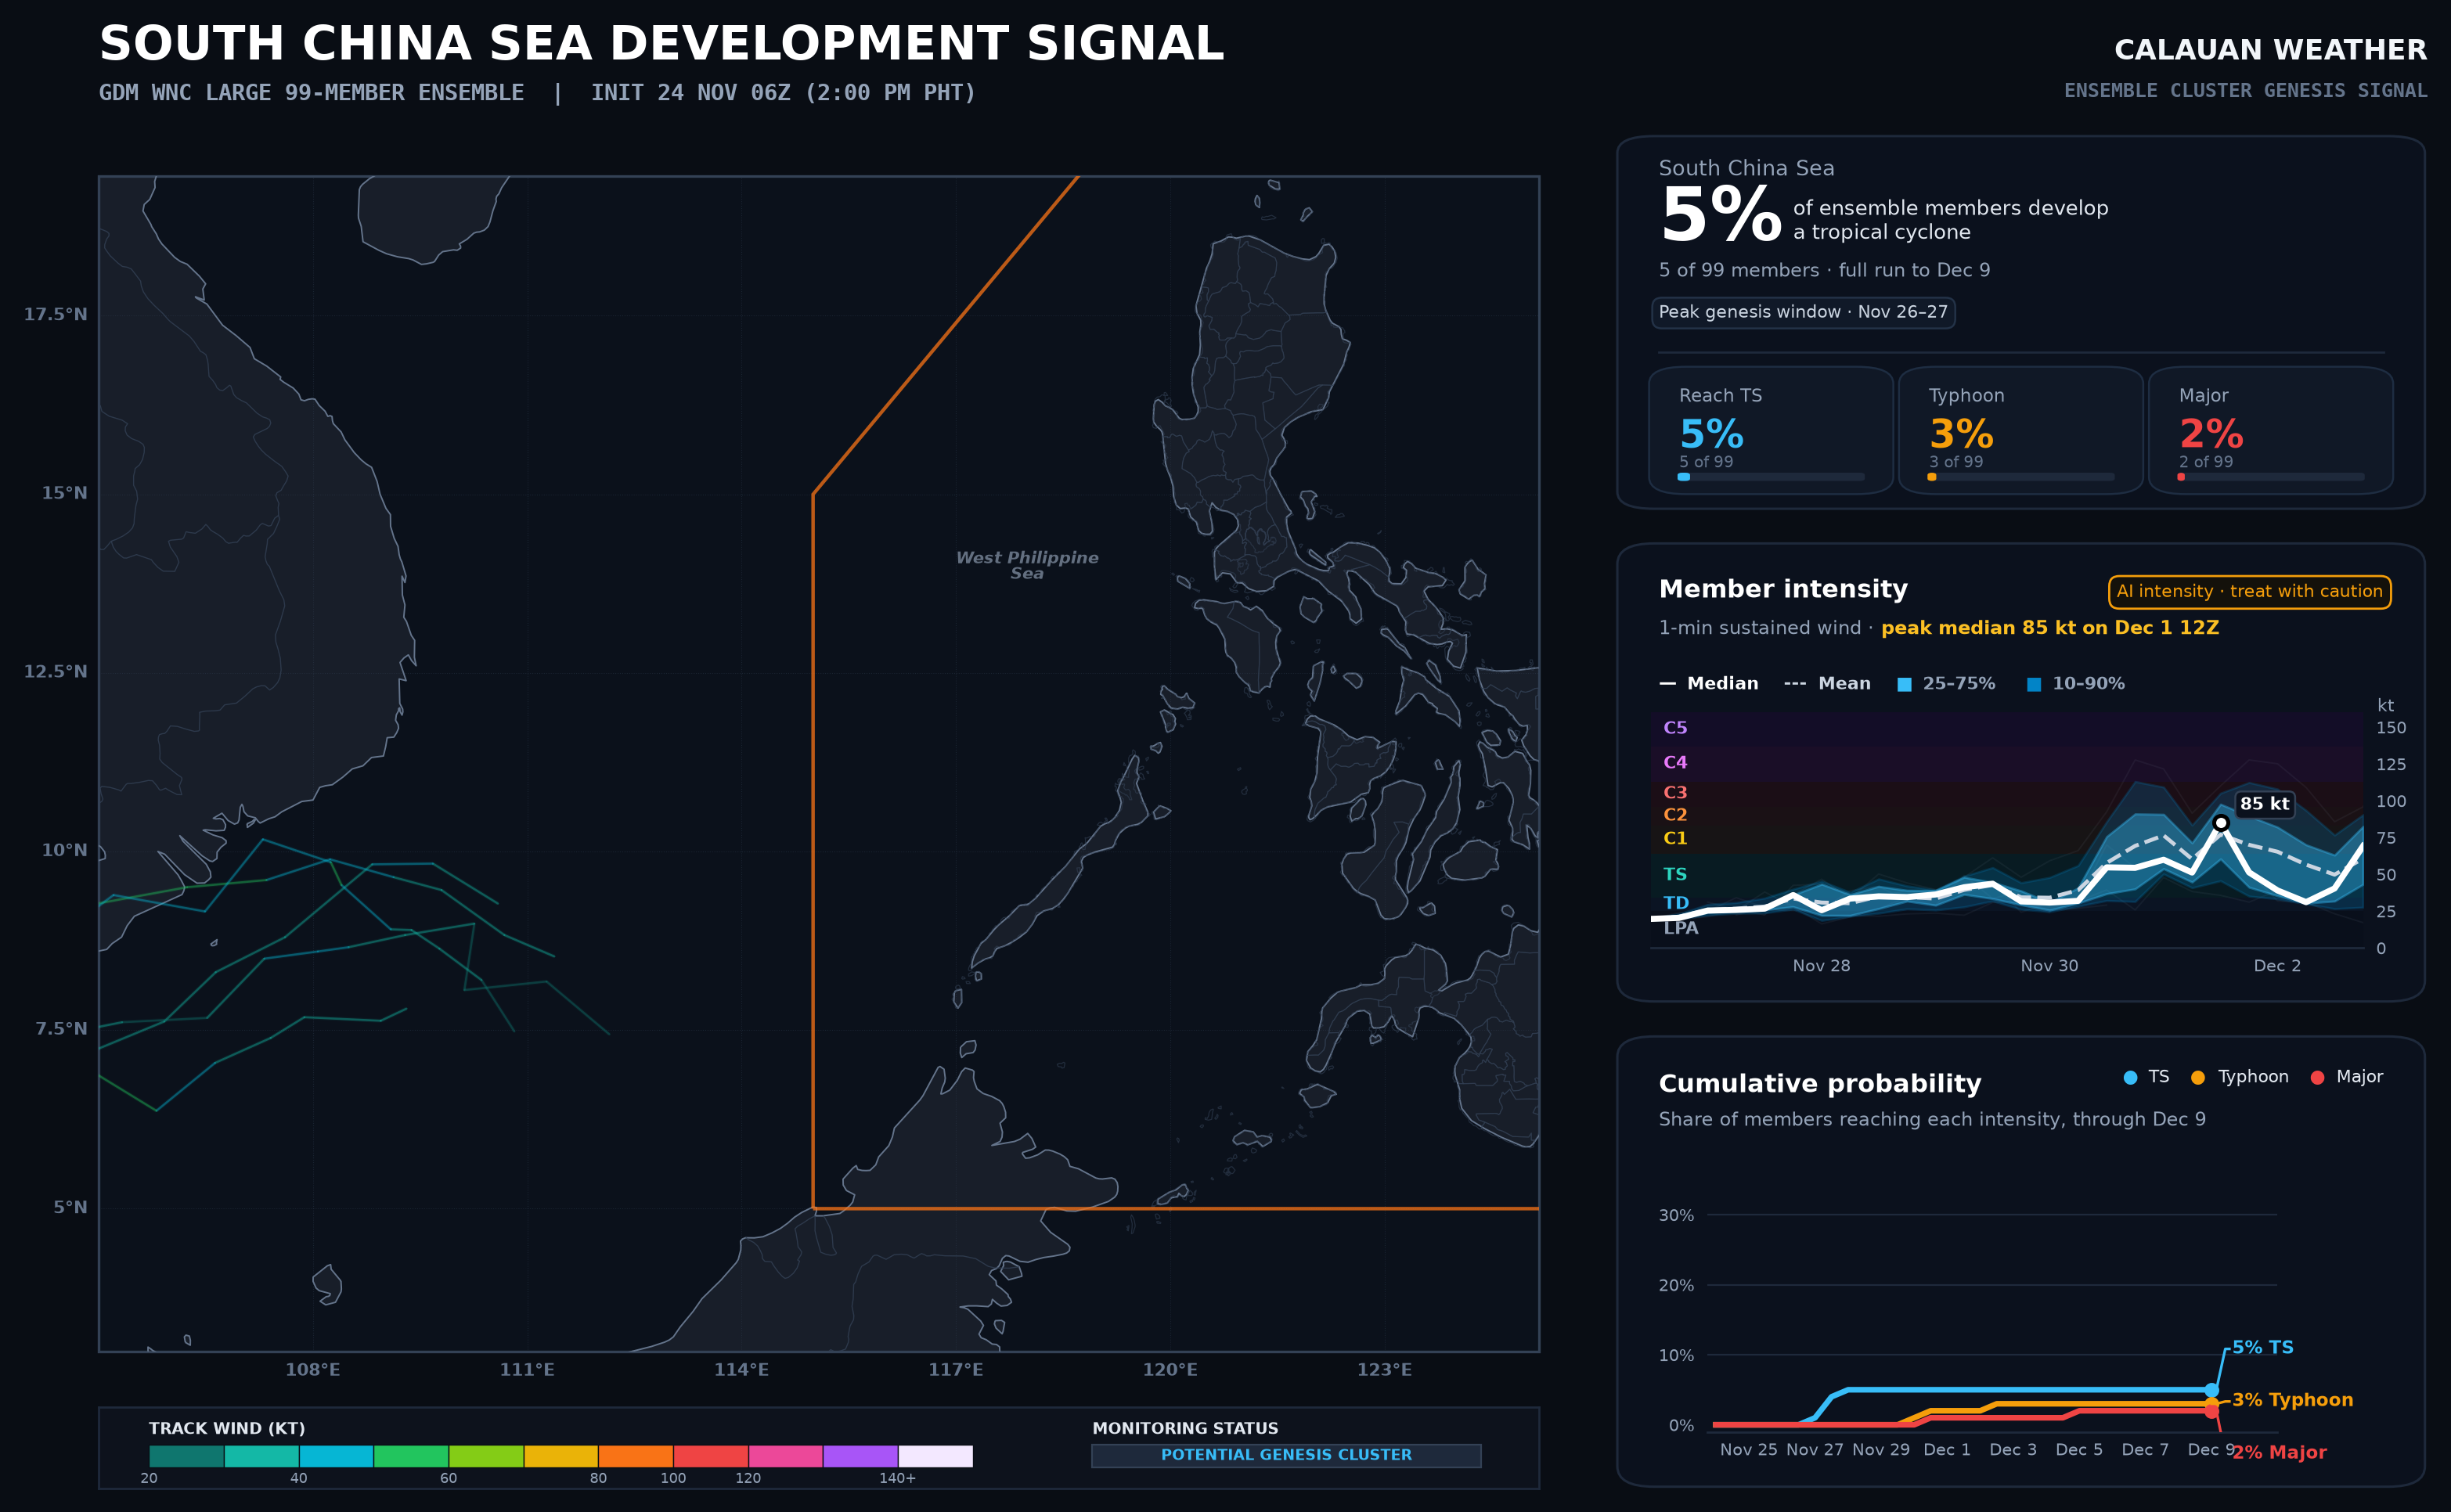 SOUTH CHINA SEA DEVELOPMENT SIGNAL
GDM WNC LARGE 99-MEMBER ENSEMBLE | INIT 24 NOV 06Z (2:00 PM PHT)
CALAUAN WEATHER
ENSEMBLE CLUSTER GENESIS SIGNAL
17.5°N
15°N
12.5°N
10°N
7.5°N
5°N
108°E
111°E
114°E
117°E
120°E
123°E
West Philippine
Sea
TRACK WIND (KT)
20
40
60
80
100
120
140+
MONITORING STATUS
POTENTIAL GENESIS CLUSTER
South China Sea
5%
of ensemble members develop
a tropical cyclone
5 of 99 members · full run to Dec 9
Peak genesis window · Nov 26–27
Reach TS
5%
5 of 99
Typhoon
3%
3 of 99
Major
2%
2 of 99
Member intensity
AI intensity · treat with caution
1-min sustained wind · peak median 85 kt on Dec 1 12Z
Median
Mean
25–75%
10–90%
kt
C5
C4
C3
C2
C1
TS
TD
LPA
150
125
100
75
50
25
0
85 kt
Nov 28
Nov 30
Dec 2
Cumulative probability
TS
Typhoon
Major
Share of members reaching each intensity, through Dec 9
30%
20%
10%
0%
5% TS
3% Typhoon
2% Major
Nov 25
Nov 27
Nov 29
Dec 1
Dec 3
Dec 5
Dec 7
Dec 9